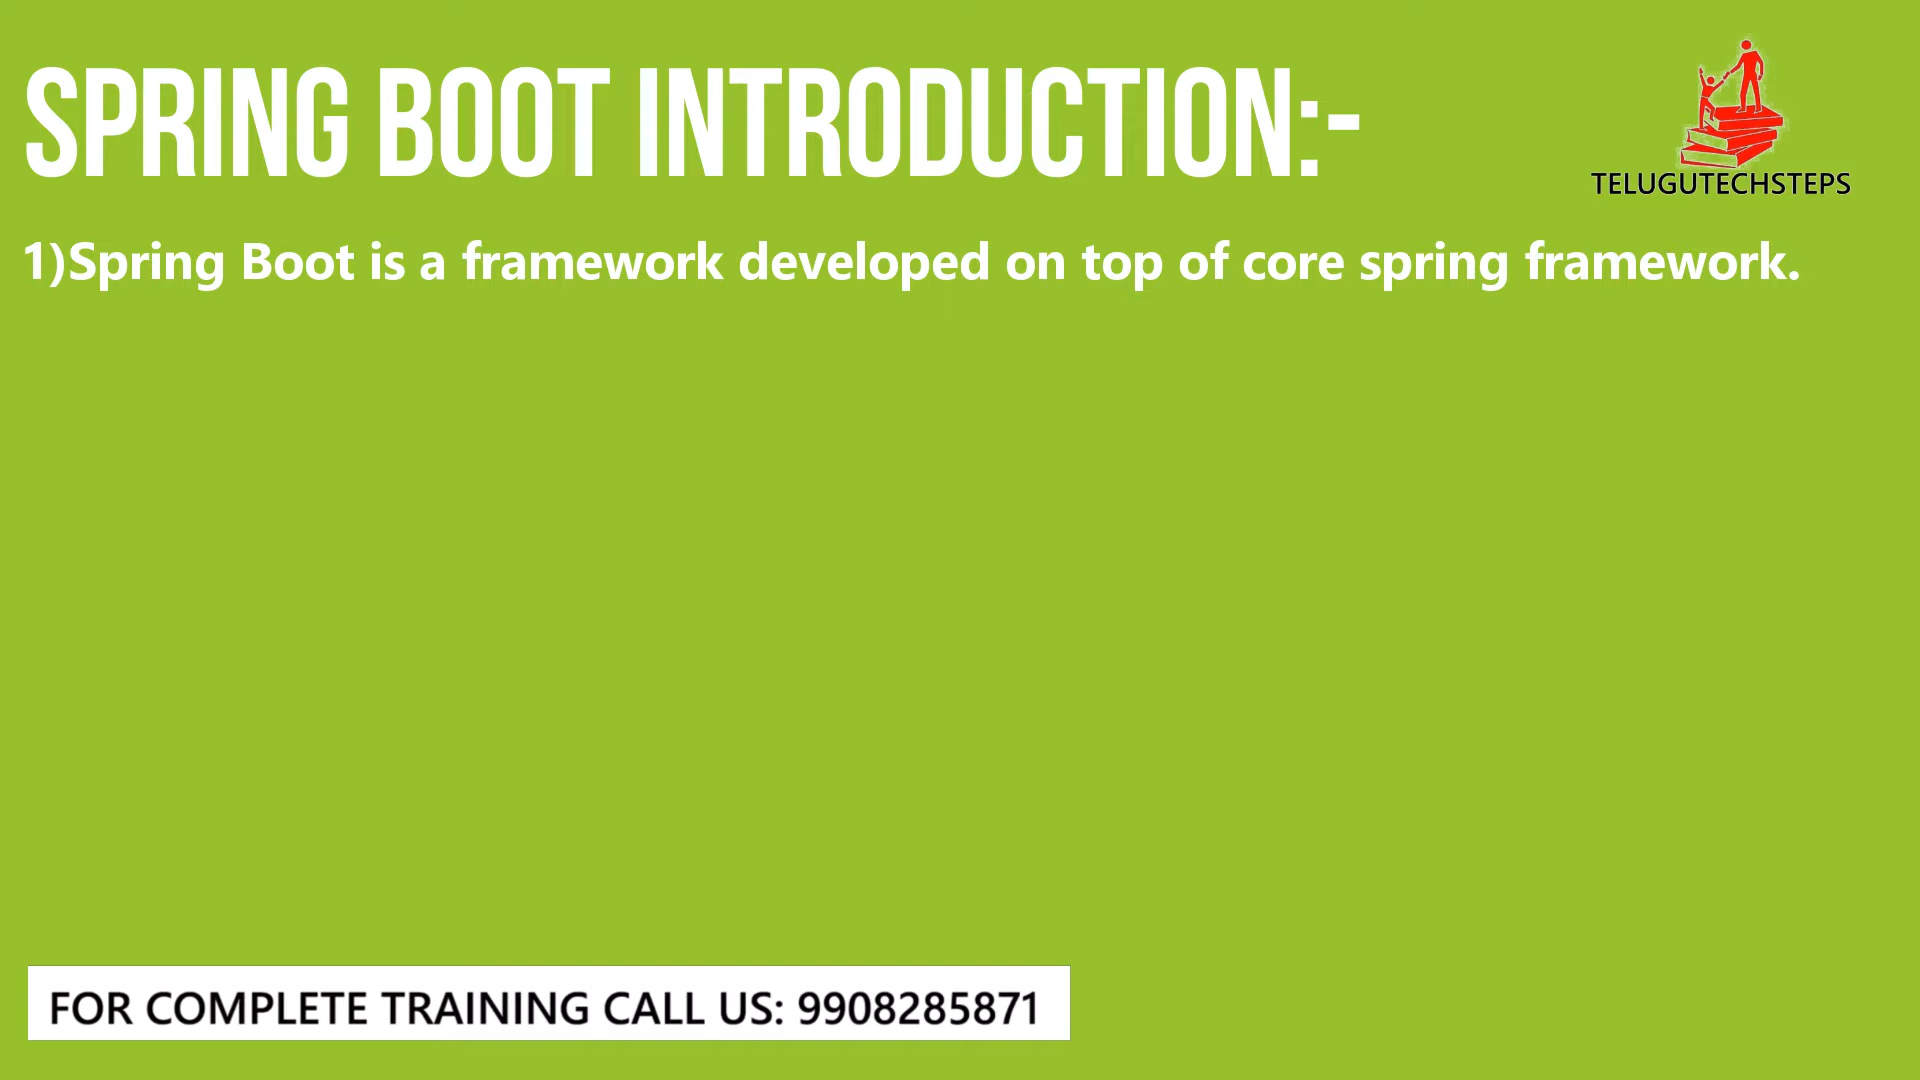 SPRING BOOT INTRODUCTION:-
TELUGUTECHSTEPS
1)Spring Boot is a framework developed on top of core spring framework.
FOR COMPLETE TRAINING CALL US: 9908285871